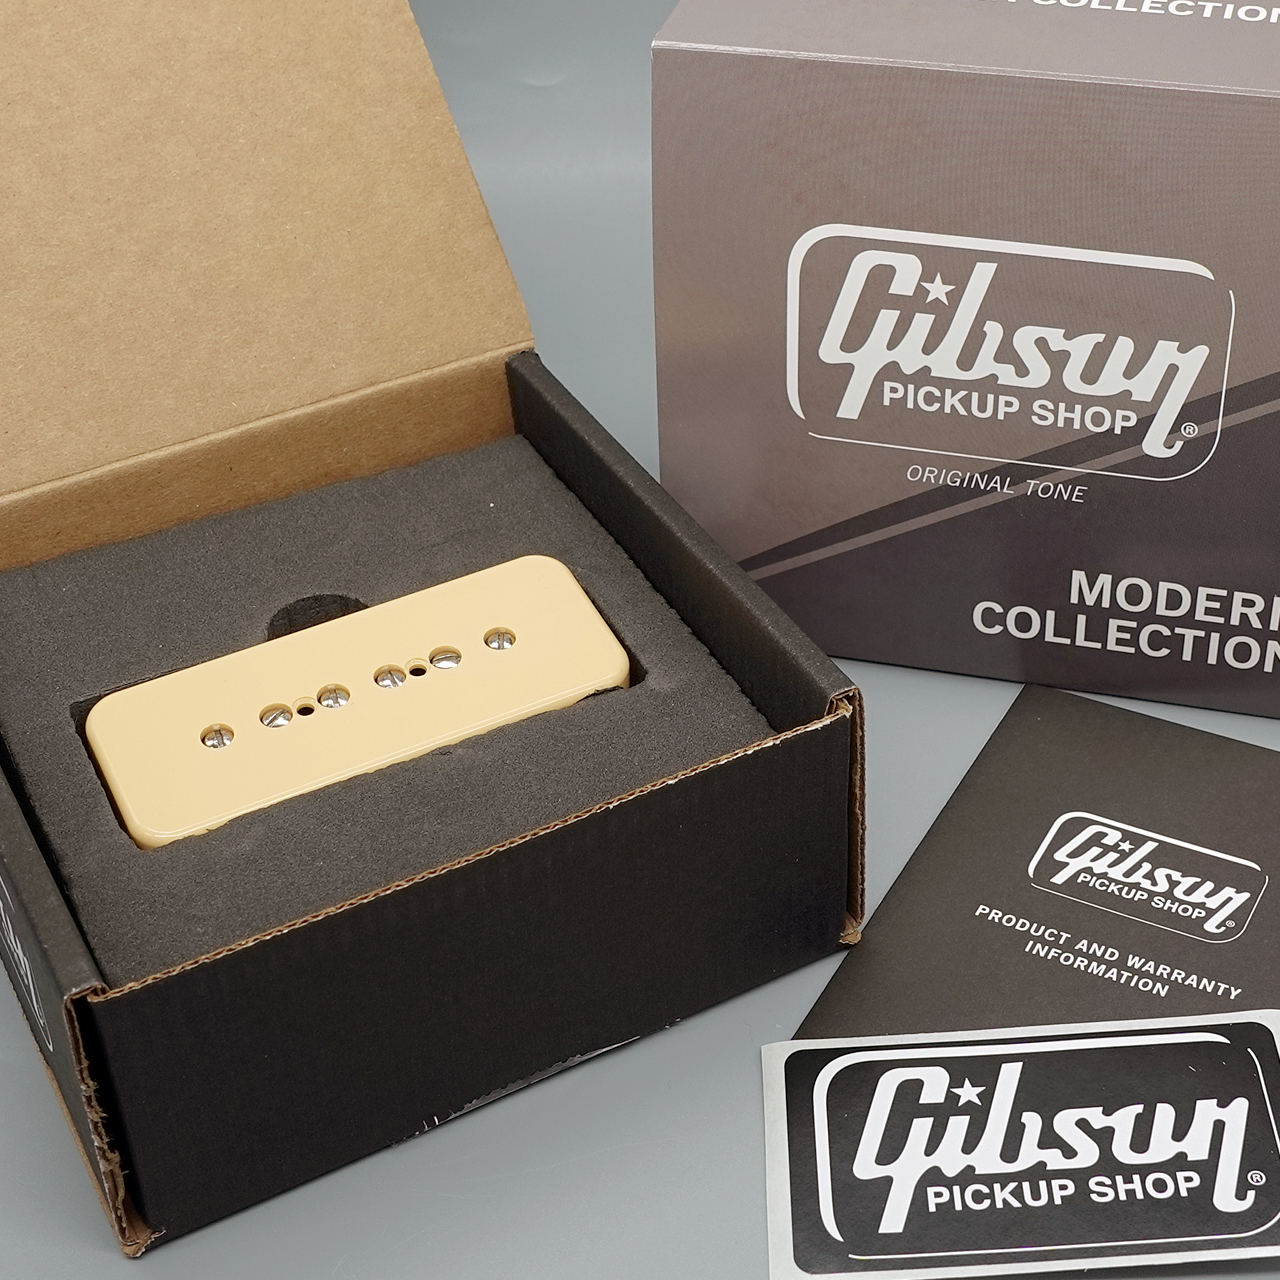 COLLECTION
Gibson
PICKUP SHOP
®
ORIGINAL TONE
MODERN
COLLECTION
Gibson
PICKUP SHOP
®
PRODUCT AND WARRANTY
INFORMATION
Gibson
PICKUP SHOP
®